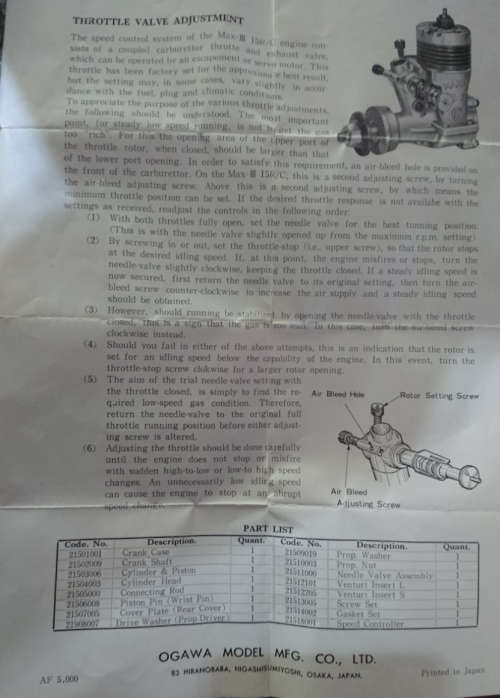 THROTTLE VALVE ADJUSTMENT
The speed control system of the Max-III 15R/C engine con-
sists of a coupled carburettor throttle and exhaust valve,
which can be operated by an escapement or servo motor. This
throttle has been factory set for the approximate best result,
but the setting may, in some cases, vary slightly in accor
dance with the fuel, plug and climatic conditions.
To appreciate the purpose of the various throttle adjustments,
the following should be understood. The most important
point, for steady low speed running, is not to get the gas
too "rich". For this the opening area of the upper port of
the throttle rotor, when closed, should be larger than that
of the lower port opening. In order to satisfy this requirement, an air-bleed hole is provided on
the front of the carburettor. On the Max-III 15R/C, this is a second adjusting screw, by turning
the air-bleed adjusting screw. Above this is a second adjusting screw, by which means the
minimum throttle position can be set. If the desired throttle response is not availabe with the
settings as received, readjust the controls in the following order.
(1) With both throttles fully open, set the needle valve for the best running position.
(This is with the needle valve slightly opened up from the maximum r.p.m. setting)
(2) By screwing in or out, set the throttle-stop (i.e., upper screw), so that the rotor stops
at the desired idling speed. If, at this point, the engine misfires or stops, turn the
needle-valve slightly clockwise, keeping the throttle closed. If a steady idling speed is
now secured, first return the needle valve to its original setting, then turn the air-
bleed screw counter-clockwise to increase the air supply and a steady idling speed
should be obtained.
(3) However, should running be stabilized by opening the needle-valve with the throttle
closed, this is a sign that the gas is too weak. In this case, turn the air-bleed screw
clockwise instead.
(4) Should you fail in either of the above attempts, this is an indication that the rotor is
set for an idling speed below the capability of the engine. In this event, turn the
throttle-stop screw clokwise for a larger rotor opening.
(5) The aim of the trial needle-valve setting with
the throttle closed, is simply to find the re-
quired low-speed gas condition. Therefore,
return the needle-valve to the original full
throttle running position before either adjust-
ing screw is altered.
(6) Adjusting the throttle should be done carefully
until the engine does not stop or misfire
with sudden high-to-low or low-to high speed
changes. An unnecessarily low idling speed
can cause the engine to stop at an abrupt
speed change.
Air Bleed Hole
Rotor Setting Screw
Air Bleed
Adjusting Screw
PART LIST
Code. No. Description. Quant. Code. No. Description. Quant.
21501001 Crank Case 1 21509019 Prop. Washer 1
21502009 Crank Shaft 1 21510003 Prop. Nut 1
21503006 Cylinder & Piston 1 21511006 Needle Valve Assembly 1
21504003 Cylinder Head 1 21512101 Venturi Insert L 1
21505000 Connecting Rod 1 21512205 Venturi Insert S 1
21506008 Piston Pin (Wrist Pin) 1 21513005 Screw Set 1
21507005 Cover Plate (Rear Cover) 1 21514002 Gasket Set 1
21508007 Drive Washer (Prop Driver) 1 21518001 Speed Controller 1
OGAWA MODEL MFG. CO., LTD.
83 HIRANOBABA, HIGASHISUMIYOSHI, OSAKA, JAPAN.
AF 5,000
Printed in Japan